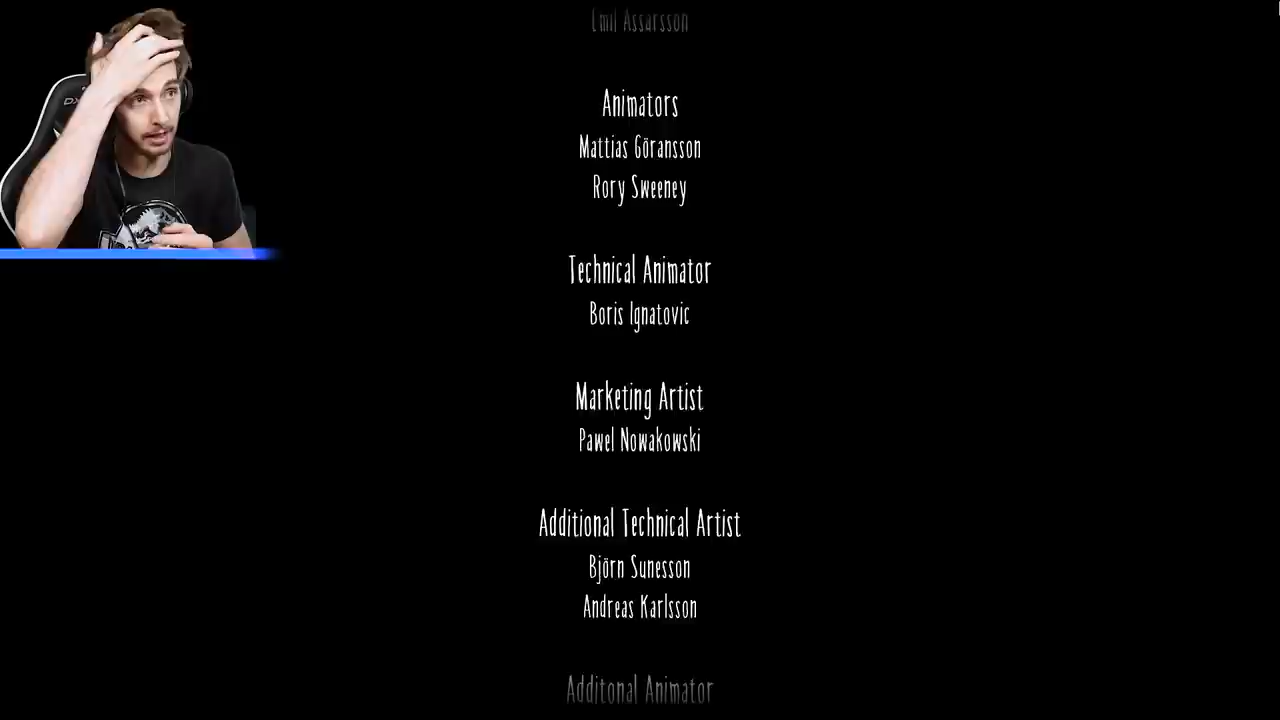 Emil Assarsson
DX
Animators
Mattias Göransson
Rory Sweeney
Technical Animator
Boris Ignatovic
Marketing Artist
Pawel Nowakowski
Additional Technical Artist
Björn Sunesson
Andreas Karlsson
Additonal Animator